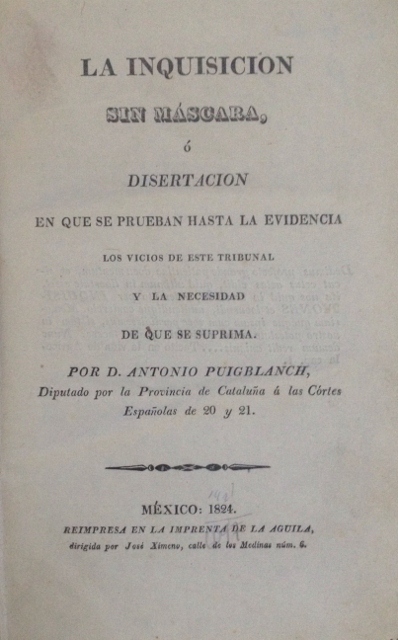 LA INQUISICION
SIN MÁSCARA,
ó
DISERTACION
EN QUE SE PRUEBAN HASTA LA EVIDENCIA
LOS VICIOS DE ESTE TRIBUNAL
Y LA NECESIDAD
DE QUE SE SUPRIMA.
POR D. ANTONIO PUIGBLANCH,
Diputado por la Provincia de Cataluña á las Córtes
Españolas de 20 y 21.
MÉXICO: 1824.
REIMPRESA EN LA IMPRENTA DE LA AGUILA,
dirigida por José Ximeno, calle de los Medinas núm. 6.